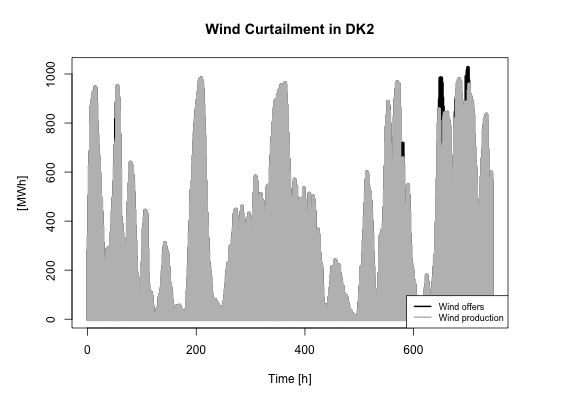 Wind Curtailment in DK2
1000
800
600
400
200
0
[MWh]
0 200 400 600
Time [h]
Wind offers
Wind production